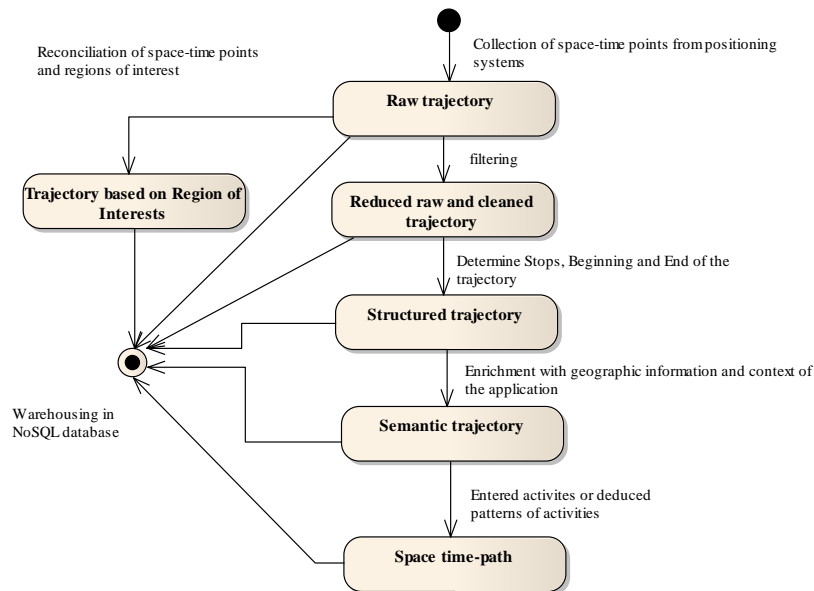 Reconciliation of space-time points
and regions of interest
Collection of space-time points from positioning
systems
Raw trajectory
filtering
Trajectory based on Region of
Interests
Reduced raw and cleaned
trajectory
Determine Stops, Beginning and End of the
trajectory
Structured trajectory
Enrichment with geographic information and context of
the application
Warehousing in
NoSQL database
Semantic trajectory
Entered activites or deduced
patterns of activities
Space time-path